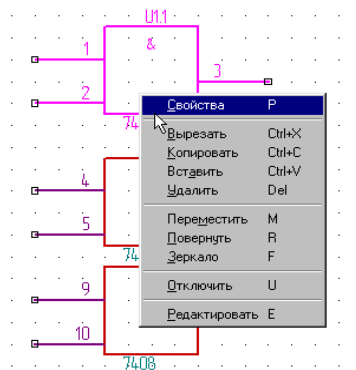 U1.1
1
&
3
2
74
Свойства P
Вырезать Ctrl+X
Копировать Ctrl+C
Вставить Ctrl+V
Удалить Del
Переместить M
Повернуть R
Зеркало F
Отключить U
Редактировать E
4
5
74
9
10
7408